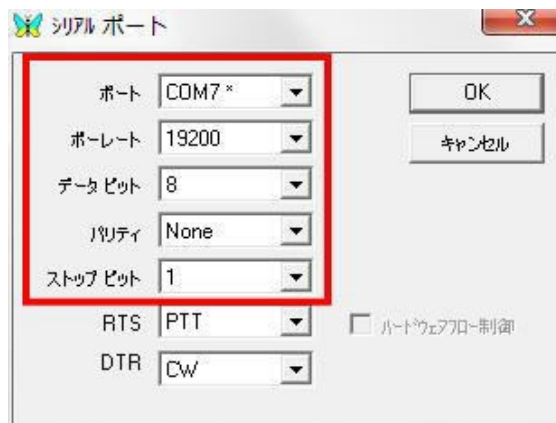 シリアル ポート
ポート COM7 *
OK
ボーレート 19200
キャンセル
データ ビット 8
パリティ None
ストップ ビット 1
RTS PTT
ハードウェアフロー制御
DTR CW